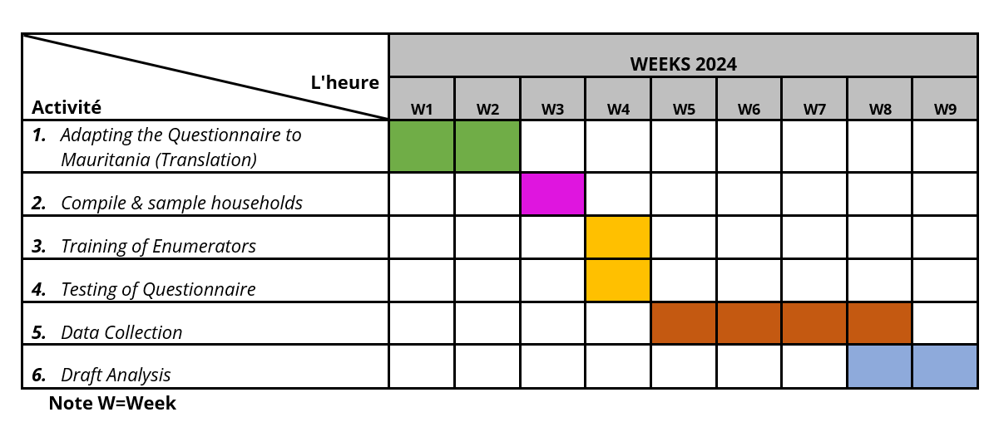 WEEKS 2024
L'heure
Activité
W1 W2 W3 W4 W5 W6 W7 W8 W9
1. Adapting the Questionnaire to
Mauritania (Translation)
2. Compile & sample households
3. Training of Enumerators
4. Testing of Questionnaire
5. Data Collection
6. Draft Analysis
Note W=Week